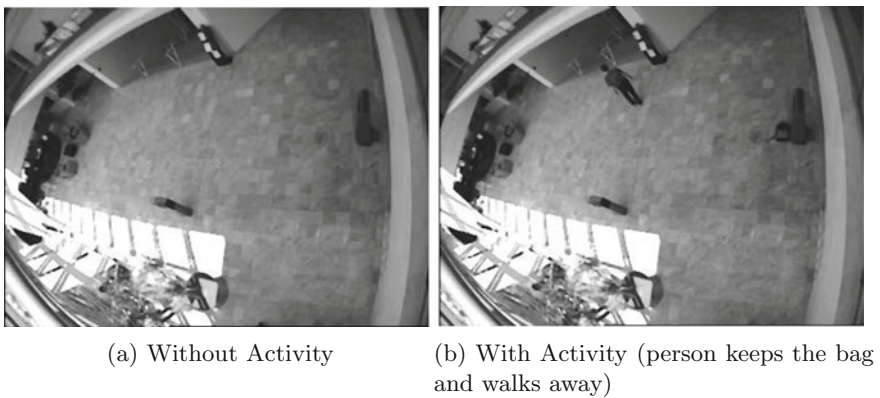 (a) Without Activity
(b) With Activity (person keeps the bag
and walks away)